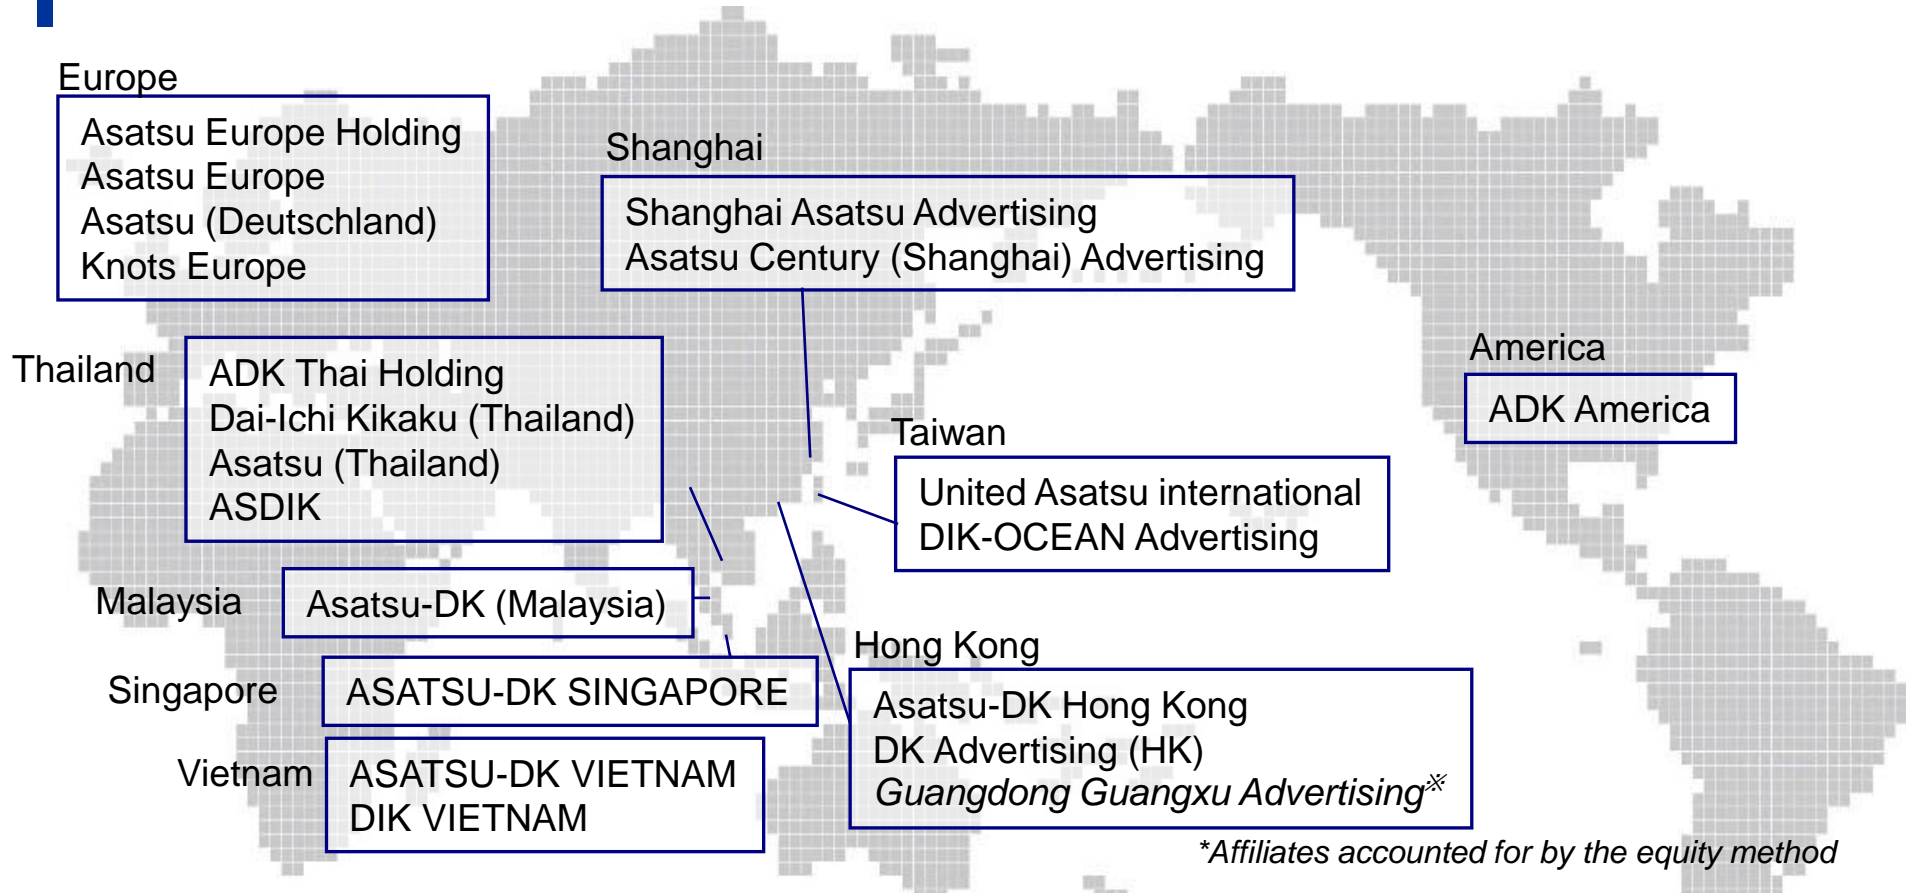 Europe
Asatsu Europe Holding
Asatsu Europe
Asatsu (Deutschland)
Knots Europe
Shanghai
Shanghai Asatsu Advertising
Asatsu Century (Shanghai) Advertising
Thailand
ADK Thai Holding
Dai-Ichi Kikaku (Thailand)
Asatsu (Thailand)
ASDIK
America
ADK America
Taiwan
United Asatsu international
DIK-OCEAN Advertising
Malaysia
Asatsu-DK (Malaysia)
Singapore
ASATSU-DK SINGAPORE
Hong Kong
Asatsu-DK Hong Kong
DK Advertising (HK)
Guangdong Guangxu Advertising※
Vietnam
ASATSU-DK VIETNAM
DIK VIETNAM
*Affiliates accounted for by the equity method